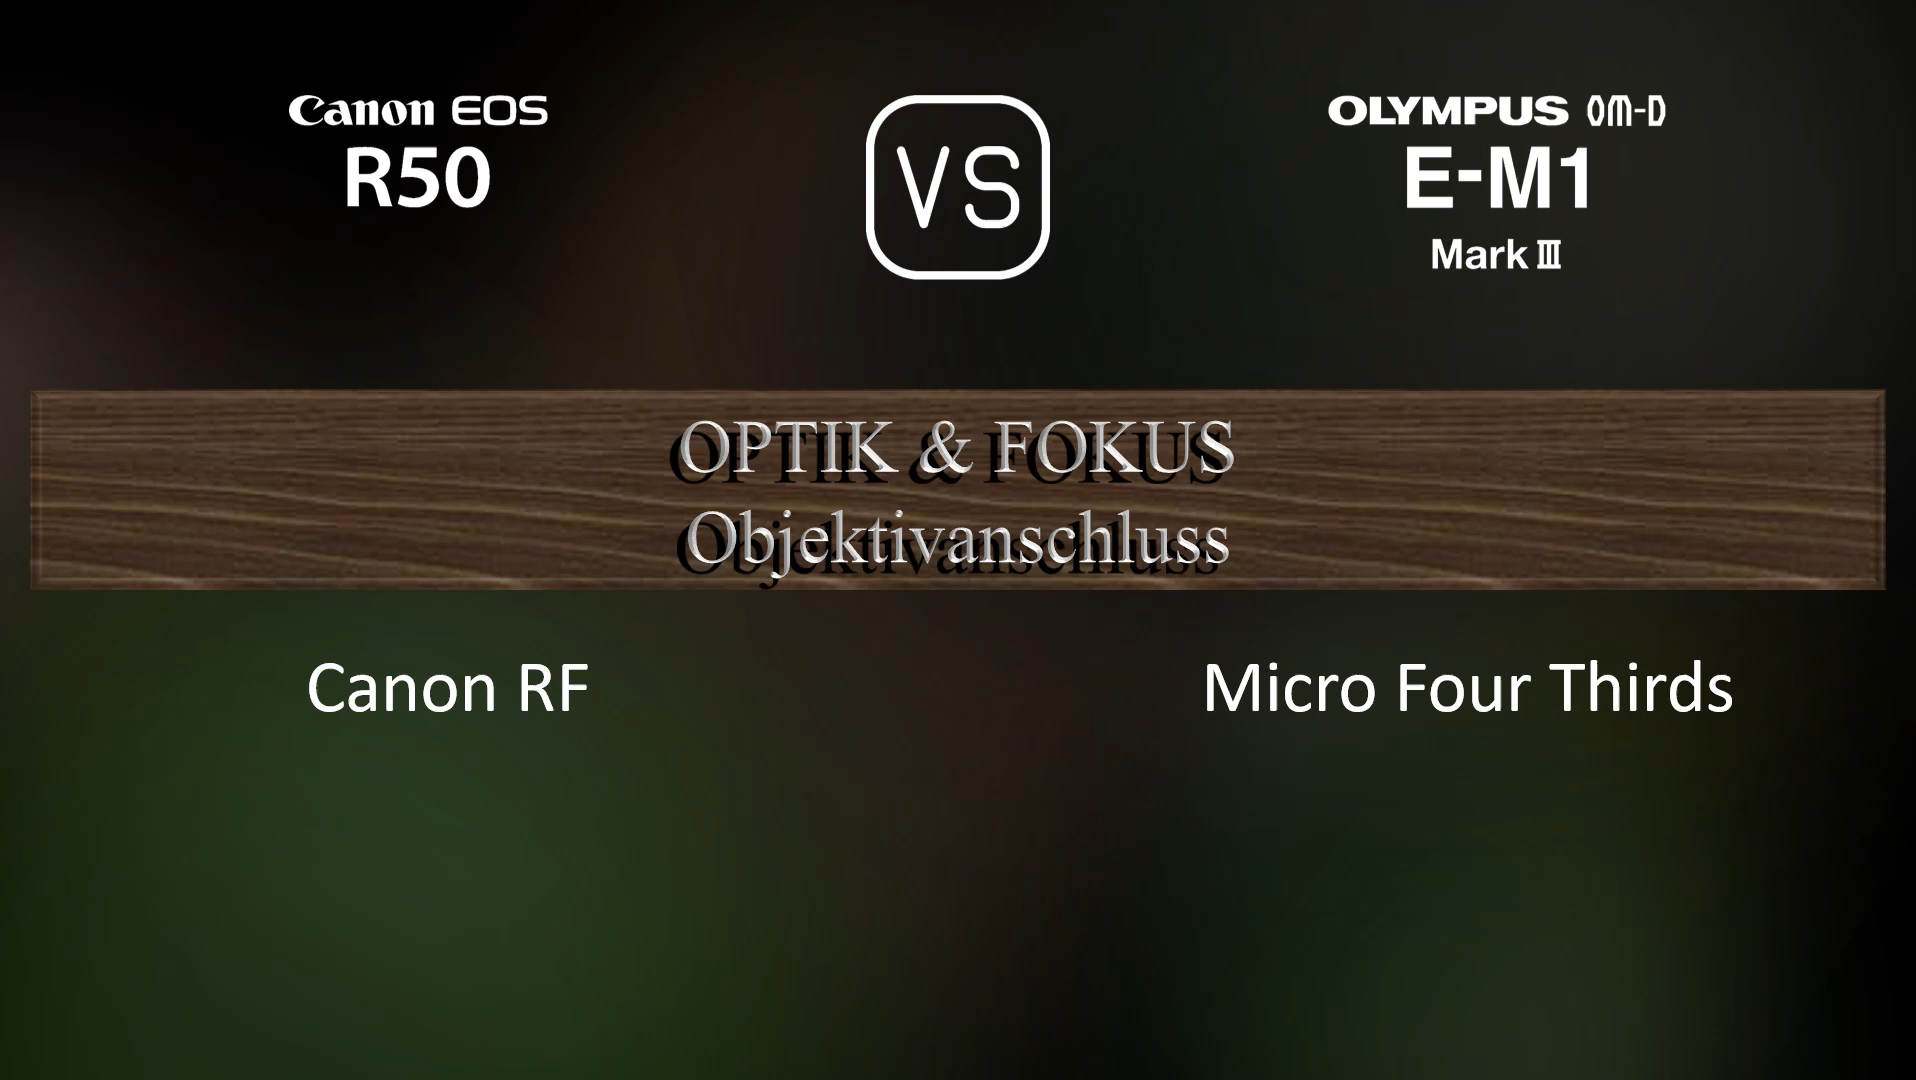 Canon EOS
R50
VS
OLYMPUS OM-D
E-M1
Mark III
OPTIK & FOKUS
Objektivanschluss
Canon RF
Micro Four Thirds